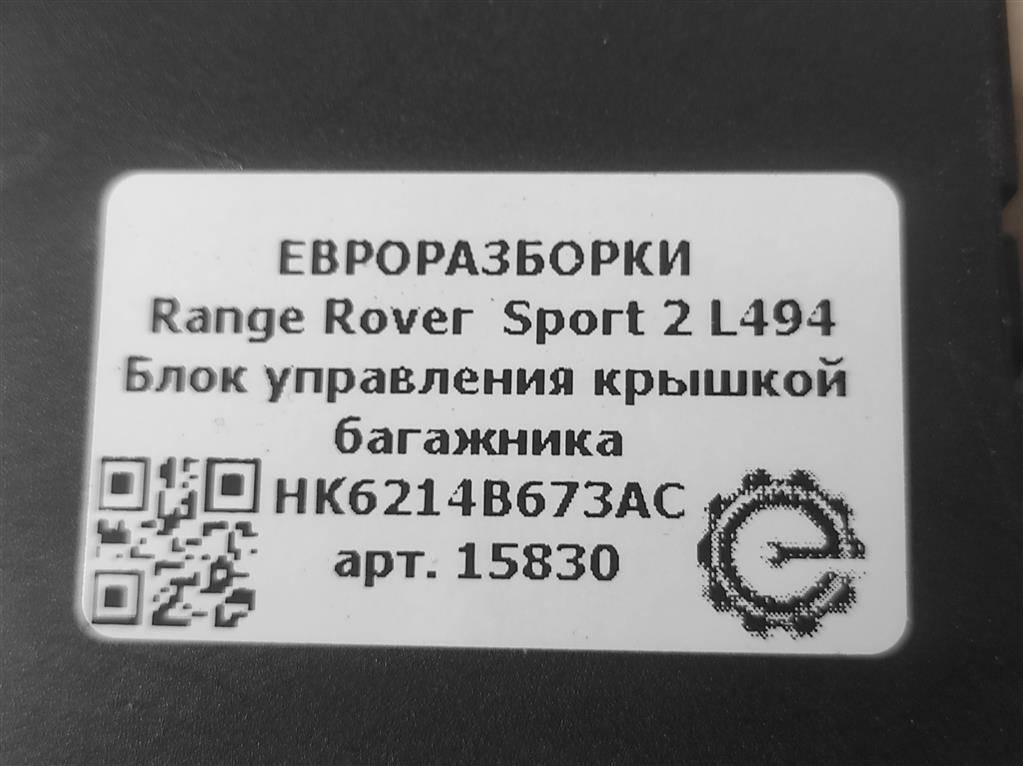 ЕВРОРАЗБОРКИ
Range Rover Sport 2 L494
Блок управления крышкой
багажника
HK6214B673AC
арт. 15830